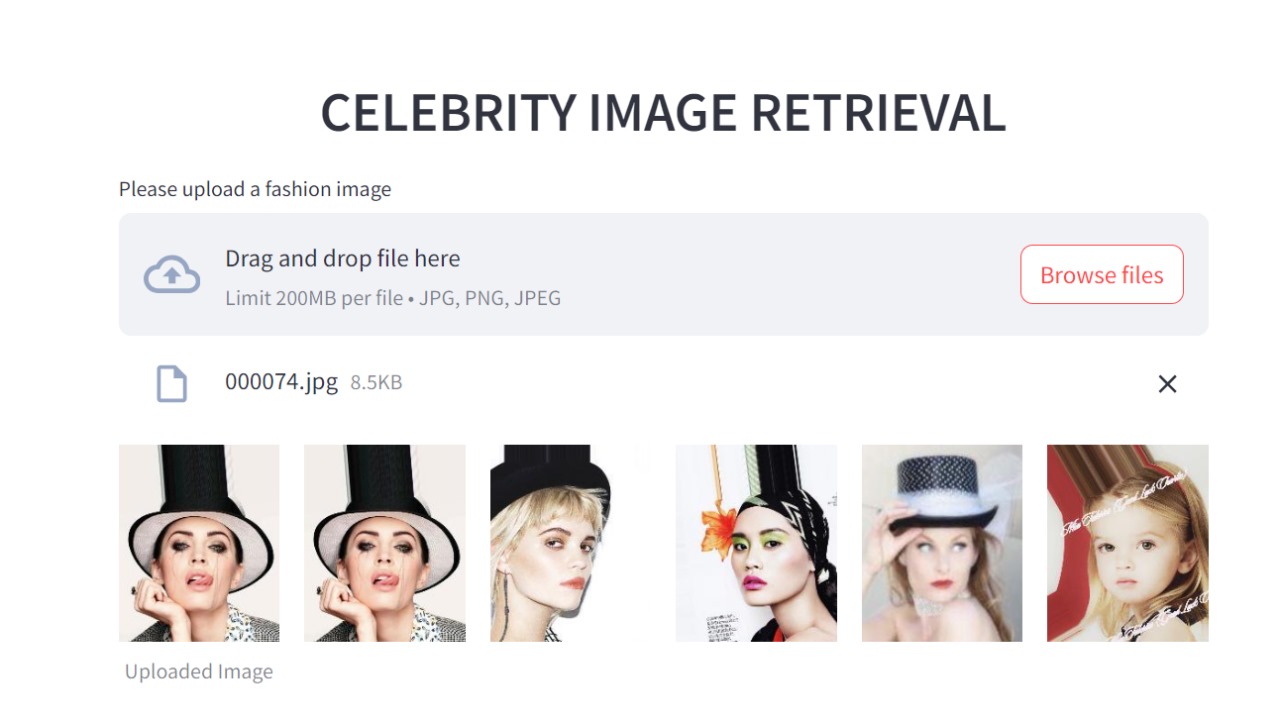 CELEBRITY IMAGE RETRIEVAL
Please upload a fashion image
Drag and drop file here
Limit 200MB per file • JPG, PNG, JPEG
Browse files
000074.jpg 8.5KB
Uploaded Image